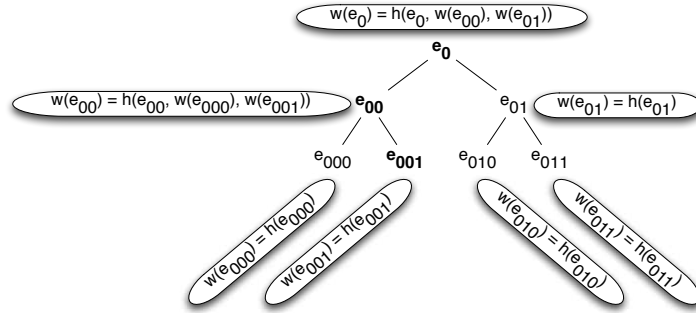 w(e0) = h(e0, w(e00), w(e01))
e0
w(e00) = h(e00, w(e000), w(e001))
e00
e01
w(e01) = h(e01)
e000
e001
e010
e011
w(e000) = h(e000)
w(e001) = h(e001)
w(e010) = h(e010)
w(e011) = h(e011)